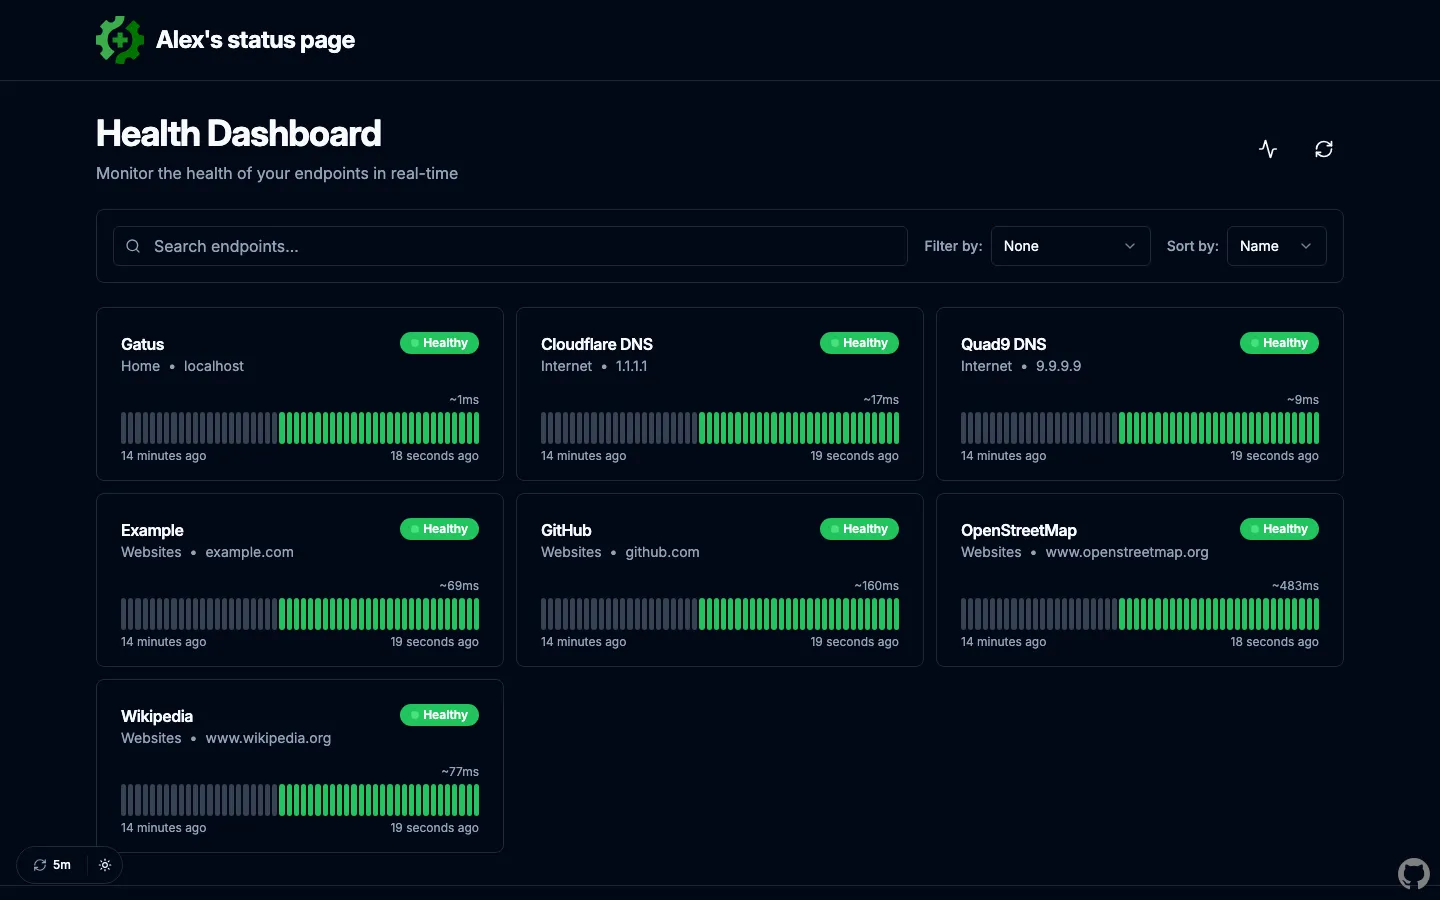 Alex's status page
Health Dashboard
Monitor the health of your endpoints in real-time
Search endpoints...
Filter by: None
Sort by: Name
Gatus
Healthy
Home • localhost
~1ms
14 minutes ago
18 seconds ago
Cloudflare DNS
Healthy
Internet • 1.1.1.1
~17ms
14 minutes ago
19 seconds ago
Quad9 DNS
Healthy
Internet • 9.9.9.9
~9ms
14 minutes ago
19 seconds ago
Example
Healthy
Websites • example.com
~69ms
14 minutes ago
19 seconds ago
GitHub
Healthy
Websites • github.com
~160ms
14 minutes ago
19 seconds ago
OpenStreetMap
Healthy
Websites • www.openstreetmap.org
~483ms
14 minutes ago
18 seconds ago
Wikipedia
Healthy
Websites • www.wikipedia.org
~77ms
14 minutes ago
19 seconds ago
5m